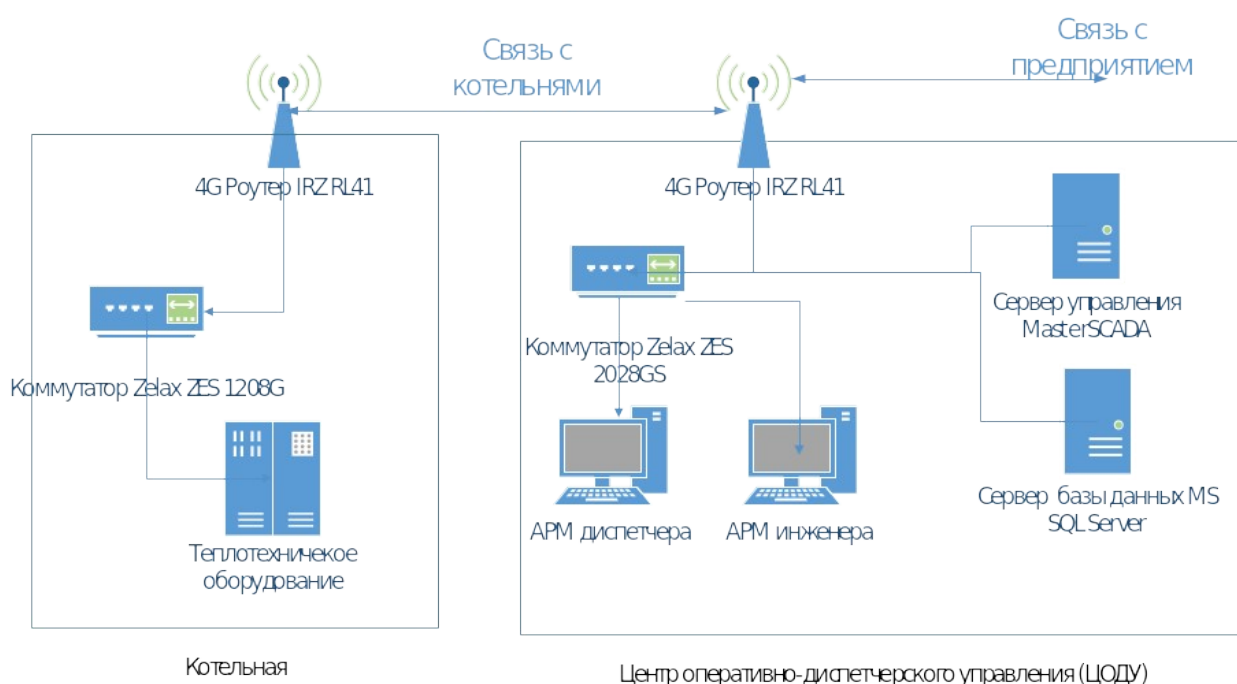 Связь с
котельнями
Связь с
предприятием
4G Роутер IRZ RL41
4G Роутер IRZ RL41
Коммутатор Zelax ZES 1208G
Теплотехничекое
оборудование
Коммутатор Zelax ZES
2028GS
АРМ диспетчера
АРМ инженера
Сервер управления
MasterSCADA
Сервер базы данных MS
SQL Server
Котельная
Центр оперативно-диспетчерского управления (ЦОДУ)